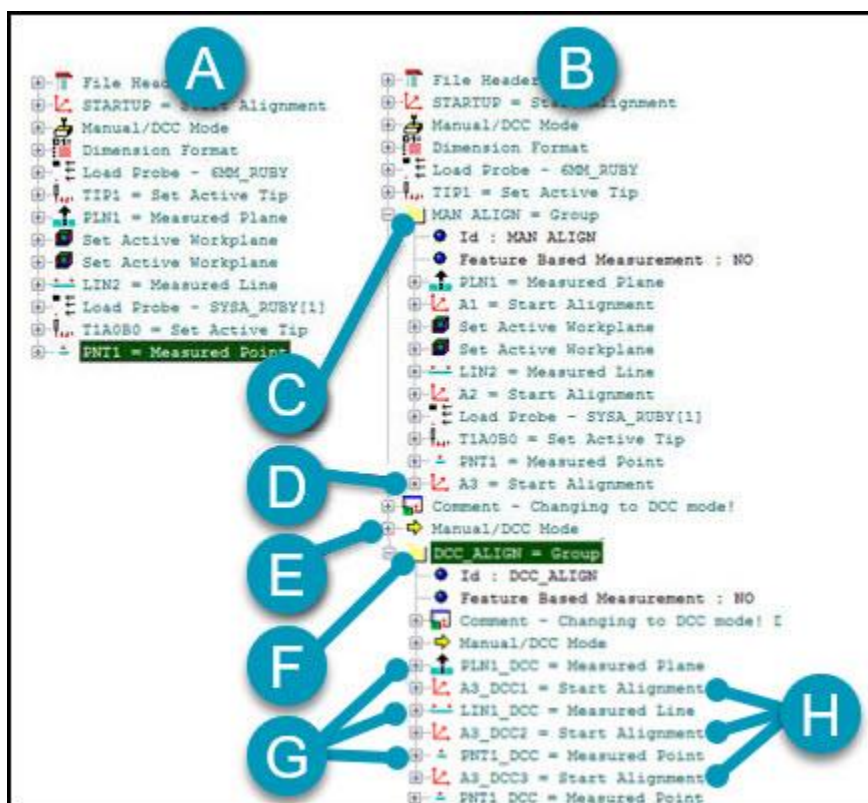 A
File Head
STARTUP = Start Alignment
Manual/DCC Mode
Dimension Format
Load Probe - 6MM_RUBY
TIP1 = Set Active Tip
PLN1 = Measured Plane
Set Active Workplane
Set Active Workplane
LIN2 = Measured Line
Load Probe - SYSA_RUBY[1]
T1A0B0 = Set Active Tip
PNT1 = Measured Point
B
File Header
STARTUP = Start Alignment
Manual/DCC Mode
Dimension Format
Load Probe - 6MM_RUBY
TIP1 = Set Active Tip
MAN ALIGN = Group
Id : MAN ALIGN
Feature Based Measurement : NO
PLN1 = Measured Plane
A1 = Start Alignment
Set Active Workplane
Set Active Workplane
LIN2 = Measured Line
A2 = Start Alignment
Load Probe - SYSA_RUBY[1]
T1A0B0 = Set Active Tip
PNT1 = Measured Point
A3 = Start Alignment
Comment - Changing to DCC mode!
Manual/DCC Mode
DCC_ALIGN = Group
Id : DCC_ALIGN
Feature Based Measurement : NO
Comment - Changing to DCC mode! I
Manual/DCC Mode
PLN1_DCC = Measured Plane
A3_DCC1 = Start Alignment
LIN1_DCC = Measured Line
A3_DCC2 = Start Alignment
PNT1_DCC = Measured Point
A3_DCC3 = Start Alignment
PNT1_DCC = Measured Point
C
D
E
F
G
H